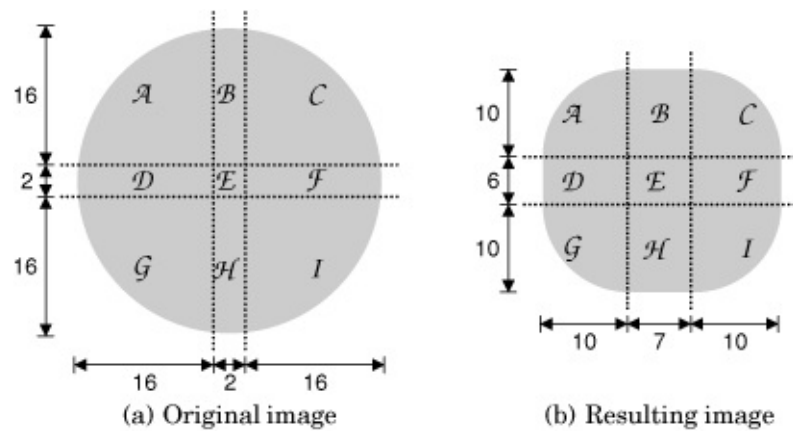 16
2
16
A B C
D E F
G H I
16 2 16
(a) Original image
10
6
10
A B C
D E F
G H I
10 7 10
(b) Resulting image